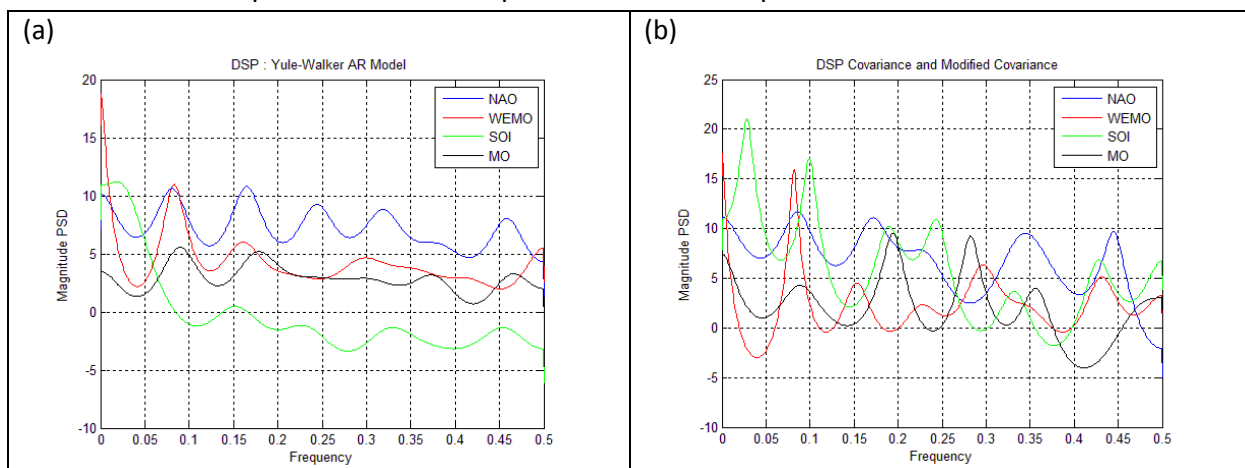 (a)
DSP : Yule-Walker AR Model
20
15
10
5
0
-5
-10
Magnitude PSD
0 0.05 0.1 0.15 0.2 0.25 0.3 0.35 0.4 0.45 0.5
Frequency
NAO
WEMO
SOI
MO
(b)
DSP Covariance and Modified Covariance
25
20
15
10
5
0
-5
-10
Magnitude PSD
0 0.05 0.1 0.15 0.2 0.25 0.3 0.35 0.4 0.45 0.5
Frequency
NAO
WEMO
SOI
MO